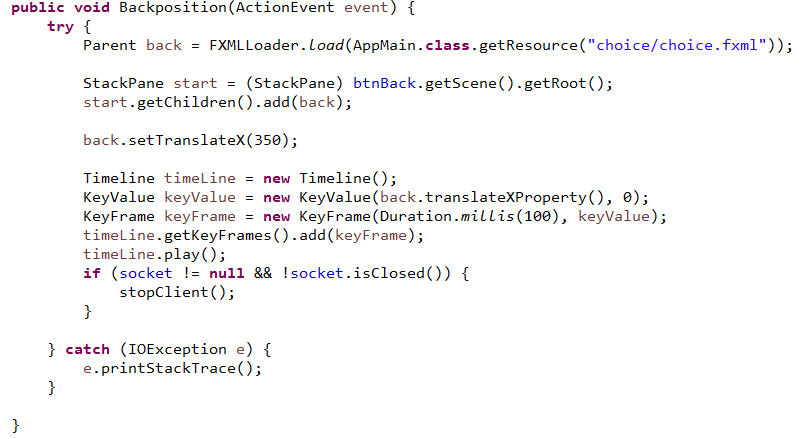 public void Backposition(ActionEvent event) {
    try {
        Parent back = FXMLLoader.load(AppMain.class.getResource("choice/choice.fxml"));

        StackPane start = (StackPane) btnBack.getScene().getRoot();
        start.getChildren().add(back);

        back.setTranslateX(350);

        Timeline timeLine = new Timeline();
        KeyValue keyValue = new KeyValue(back.translateXProperty(), 0);
        KeyFrame keyFrame = new KeyFrame(Duration.millis(100), keyValue);
        timeLine.getKeyFrames().add(keyFrame);
        timeLine.play();
        if (socket != null && !socket.isClosed()) {
            stopClient();
        }

    } catch (IOException e) {
        e.printStackTrace();
    }

}